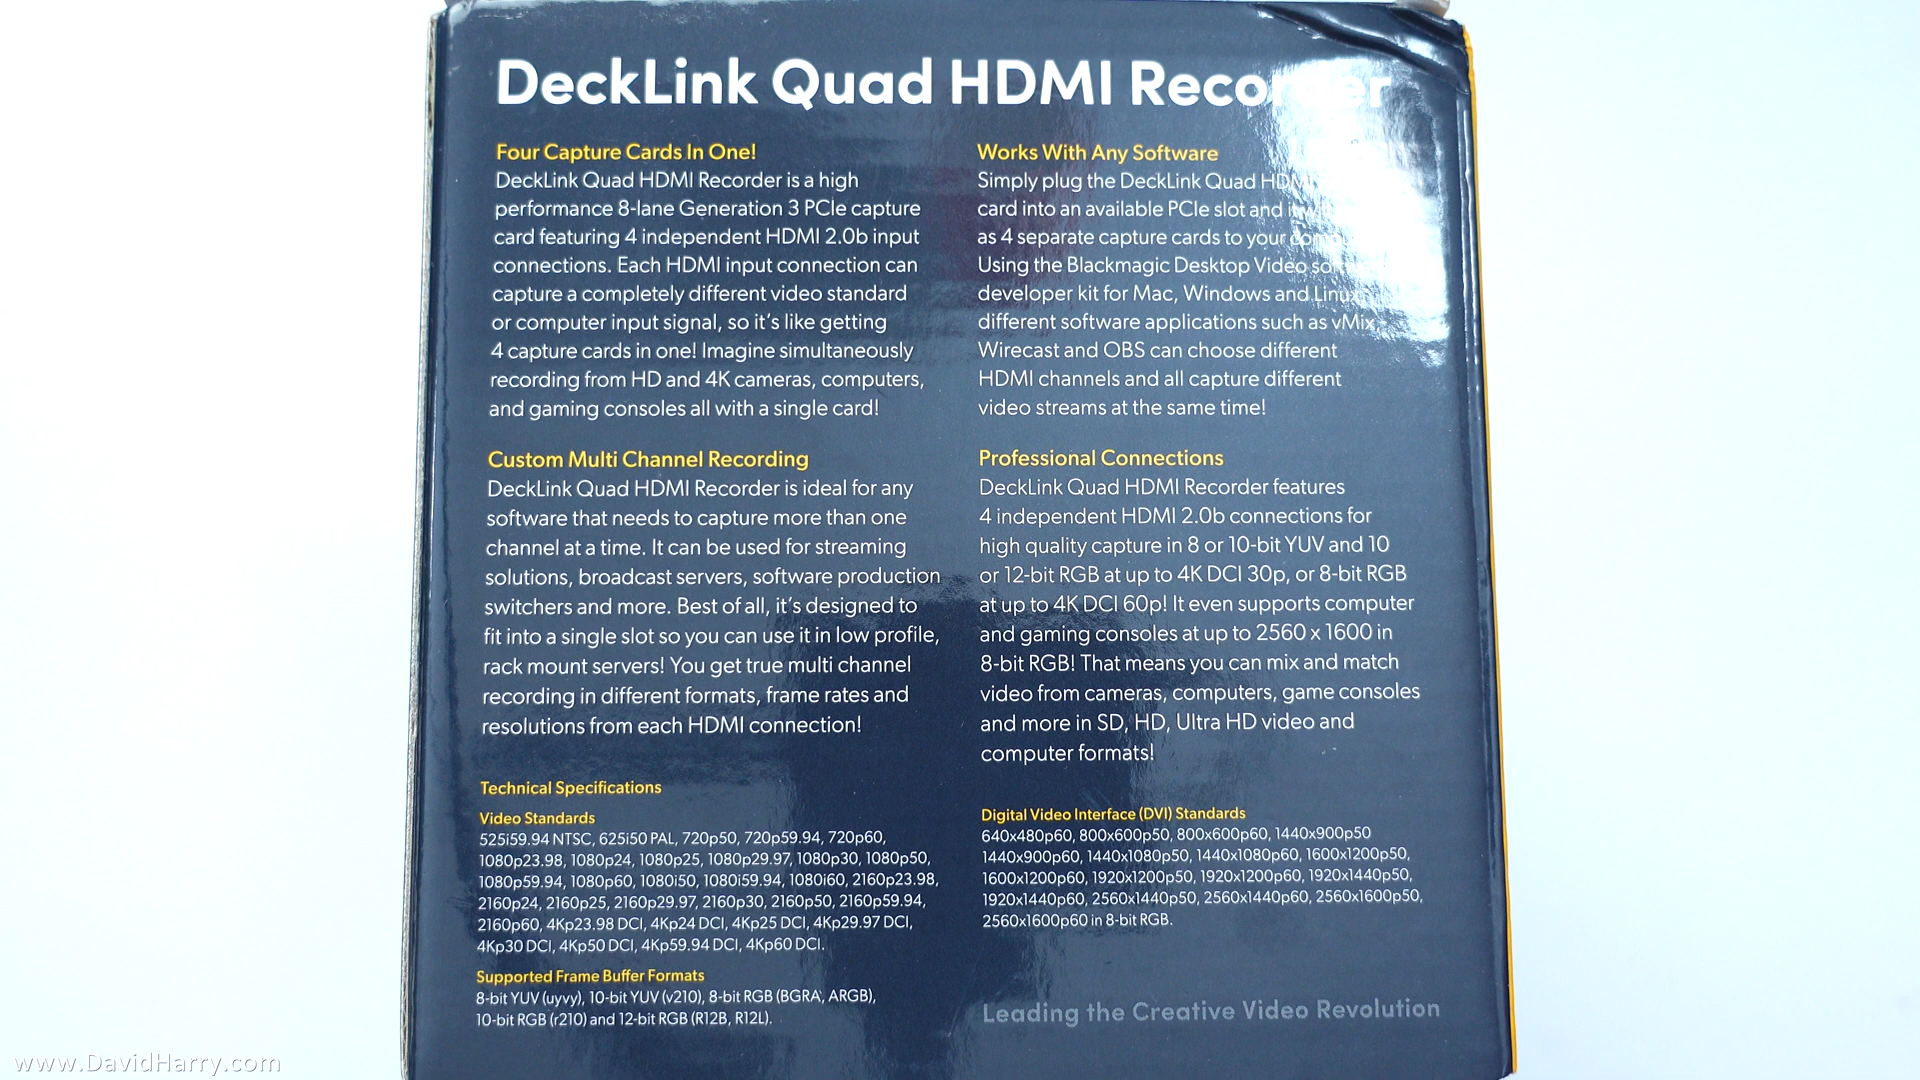 DeckLink Quad HDMI Recorder
Four Capture Cards In One!
DeckLink Quad HDMI Recorder is a high
performance 8-lane Generation 3 PCIe capture
card featuring 4 independent HDMI 2.0b input
connections. Each HDMI input connection can
capture a completely different video standard
or computer input signal, so it's like getting
4 capture cards in one! Imagine simultaneously
recording from HD and 4K cameras, computers,
and gaming consoles all with a single card!
Custom Multi Channel Recording
DeckLink Quad HDMI Recorder is ideal for any
software that needs to capture more than one
channel at a time. It can be used for streaming
solutions, broadcast servers, software production
switchers and more. Best of all, it's designed to
fit into a single slot so you can use it in low profile,
rack mount servers! You get true multi channel
recording in different formats, frame rates and
resolutions from each HDMI connection!
Works With Any Software
Simply plug the DeckLink Quad HDMI
card into an available PCIe slot and it
as 4 separate capture cards to your
Using the Blackmagic Desktop Video
developer kit for Mac, Windows and Linux,
different software applications such as vMix,
Wirecast and OBS can choose different
HDMI channels and all capture different
video streams at the same time!
Professional Connections
DeckLink Quad HDMI Recorder features
4 independent HDMI 2.0b connections for
high quality capture in 8 or 10-bit YUV and 10
or 12-bit RGB at up to 4K DCI 30p, or 8-bit RGB
at up to 4K DCI 60p! It even supports computer
and gaming consoles at up to 2560 x 1600 in
8-bit RGB! That means you can mix and match
video from cameras, computers, game consoles
and more in SD, HD, Ultra HD video and
computer formats!
Technical Specifications
Video Standards
525i59.94 NTSC, 625i50 PAL, 720p50, 720p59.94, 720p60,
1080p23.98, 1080p24, 1080p25, 1080p29.97, 1080p30, 1080p50,
1080p59.94, 1080p60, 1080i50, 1080i59.94, 1080i60, 2160p23.98,
2160p24, 2160p25, 2160p29.97, 2160p30, 2160p50, 2160p59.94,
2160p60, 4Kp23.98 DCI, 4Kp24 DCI, 4Kp25 DCI, 4Kp29.97 DCI,
4Kp30 DCI, 4Kp50 DCI, 4Kp59.94 DCI, 4Kp60 DCI.
Supported Frame Buffer Formats
8-bit YUV (uyvy), 10-bit YUV (v210), 8-bit RGB (BGRA, ARGB),
10-bit RGB (r210) and 12-bit RGB (R12B, R12L).
Digital Video Interface (DVI) Standards
640x480p60, 800x600p50, 800x600p60, 1440x900p50
1440x900p60, 1440x1080p50, 1440x1080p60, 1600x1200p50,
1600x1200p60, 1920x1200p50, 1920x1200p60, 1920x1440p50,
1920x1440p60, 2560x1440p50, 2560x1440p60, 2560x1600p50,
2560x1600p60 in 8-bit RGB.
Leading the Creative Video Revolution
www.DavidHarry.com